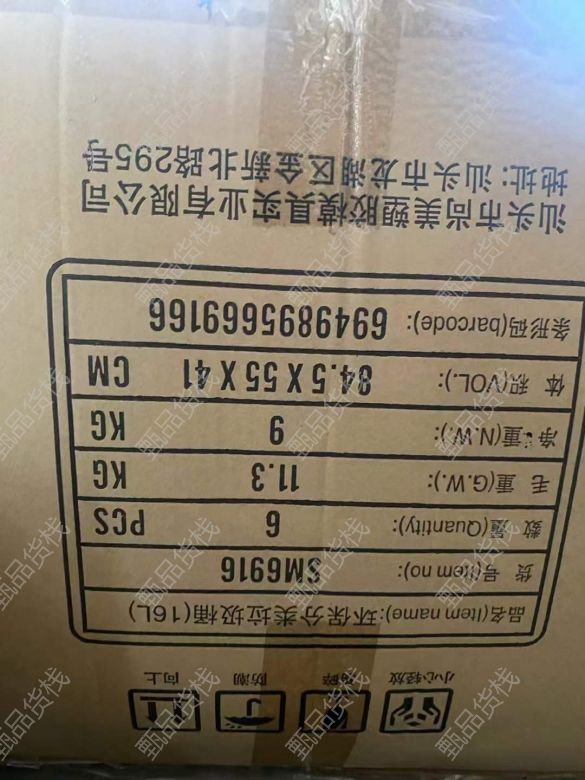 小心轻放 防潮 向上
品名(Item name):环保分类垃圾桶(16L)
货 号(Item no): SM6916
数 量(Quantity): 6 PCS
毛 重(G.W.): 11.3 KG
净 重(N.W.): 9 KG
体 积(VOL.): 84.5 X 55 X 41 CM
条形码(barcode): 6949895669166
汕头市尚美塑胶模具实业有限公司
地址:汕头市龙湖区金新北路295号
甄品货栈